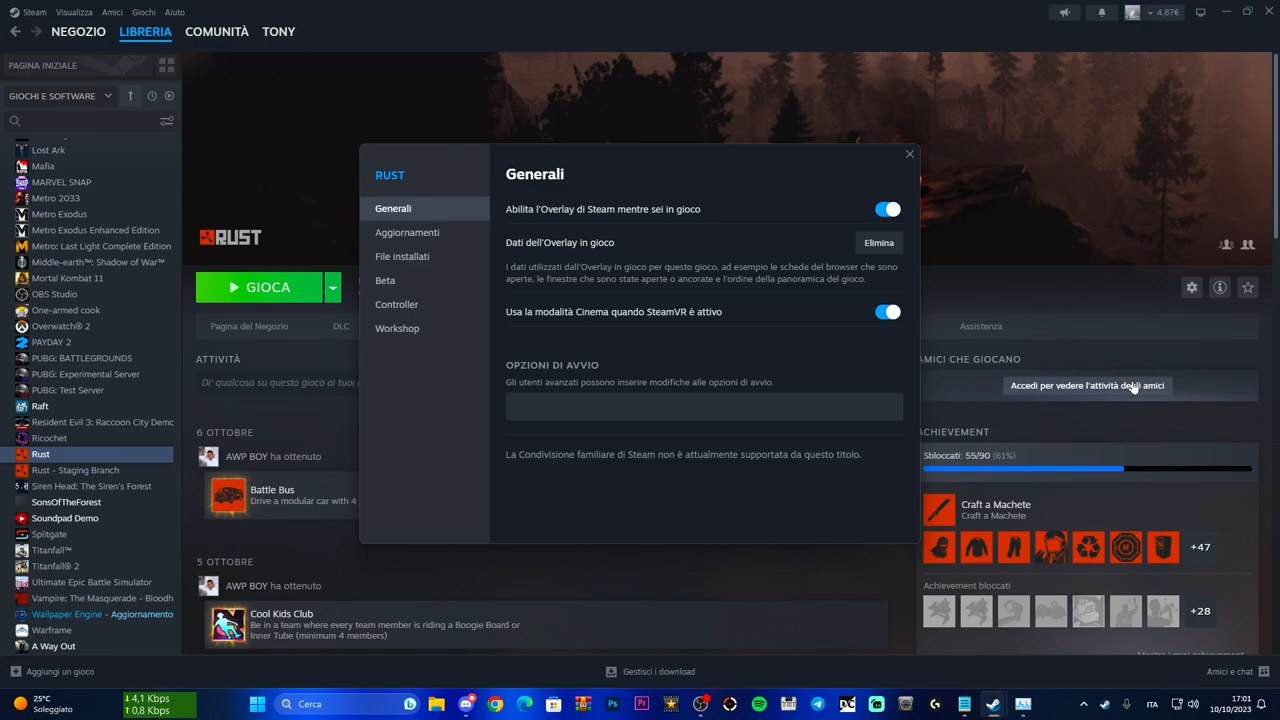 Steam Visualizza Amici Giochi Aiuto
4,87€
NEGOZIO LIBRERIA COMUNITÀ TONY
PAGINA INIZIALE
GIOCHI E SOFTWARE
Lost Ark
Mafia
MARVEL SNAP
Metro 2033
Metro Exodus
Metro Exodus Enhanced Edition
Metro: Last Light Complete Edition
Middle-earth™: Shadow of War™
Mortal Kombat 11
OBS Studio
One-armed cook
Overwatch® 2
PAYDAY 2
PUBG: BATTLEGROUNDS
PUBG: Experimental Server
PUBG: Test Server
Raft
Resident Evil 3: Raccoon City Demo
Ricochet
Rust
Rust - Staging Branch
Siren Head: The Siren's Forest
SonsOfTheForest
Soundpad Demo
Splitgate
Titanfall™
Titanfall® 2
Ultimate Epic Battle Simulator
Vampire: The Masquerade - Bloodh
Wallpaper Engine - Aggiornamento
Warframe
A Way Out
RUST
GIOCA
Pagina del Negozio DLC
Assistenza
ATTIVITÀ
Di' qualcosa su questo gioco ai tuoi
6 OTTOBRE
AWP BOY ha ottenuto
Battle Bus
Drive a modular car with 4
5 OTTOBRE
AWP BOY ha ottenuto
Cool Kids Club
Be in a team where every team member is riding a Boogie Board or
Inner Tube (minimum 4 members)
RUST
Generali
Aggiornamenti
File installati
Beta
Controller
Workshop
Generali
Abilita l'Overlay di Steam mentre sei in gioco
Dati dell'Overlay in gioco
Elimina
I dati utilizzati dall'Overlay in gioco per questo gioco, ad esempio le schede del browser che sono
aperte, le finestre che sono state aperte o ancorate e l'ordine della panoramica del gioco.
Usa la modalità Cinema quando SteamVR è attivo
OPZIONI DI AVVIO
Gli utenti avanzati possono inserire modifiche alle opzioni di avvio.
La Condivisione familiare di Steam non è attualmente supportata da questo titolo.
AMICI CHE GIOCANO
Accedi per vedere l'attività degli amici
ACHIEVEMENT
Sbloccati: 55/90 (61%)
Craft a Machete
Craft a Machete
+47
Achievement bloccati
+28
Mostra i miei achievement
Aggiungi un gioco
Gestisci i download
Amici e chat
25°C
Soleggiato
4,1 Kbps
0,8 Kbps
Cerca
ITA
17:01
10/10/2023